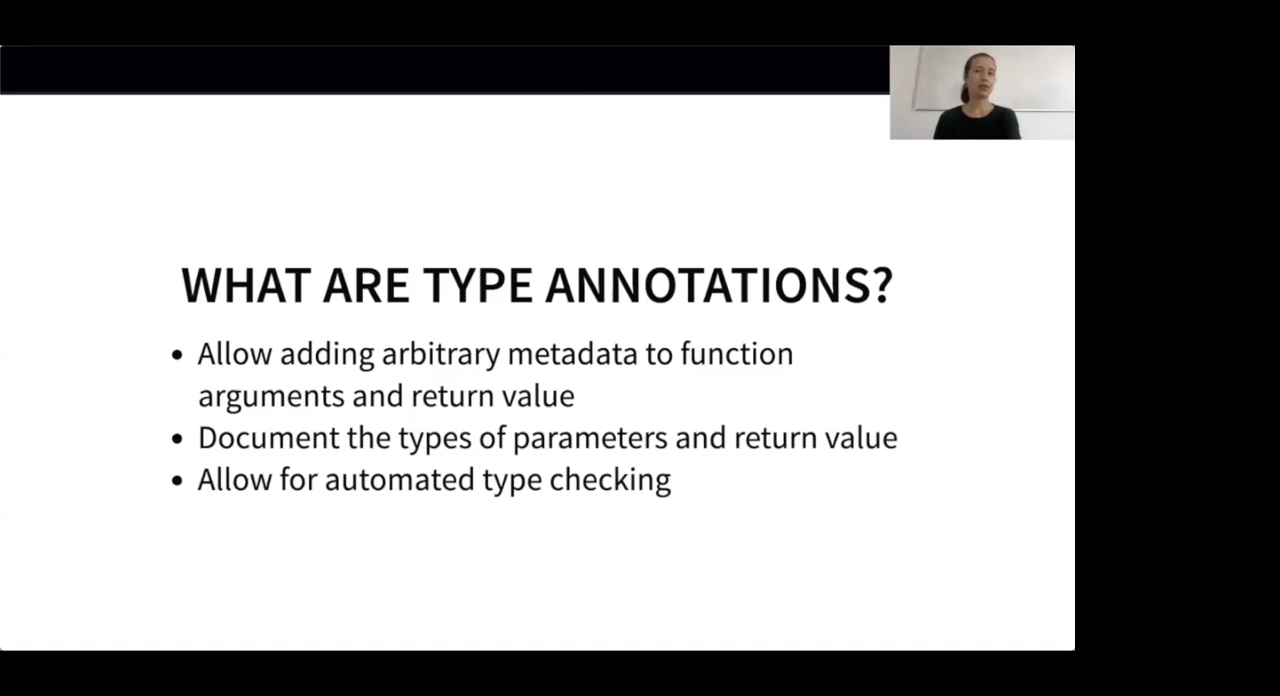 WHAT ARE TYPE ANNOTATIONS?
• Allow adding arbitrary metadata to function
arguments and return value
• Document the types of parameters and return value
• Allow for automated type checking